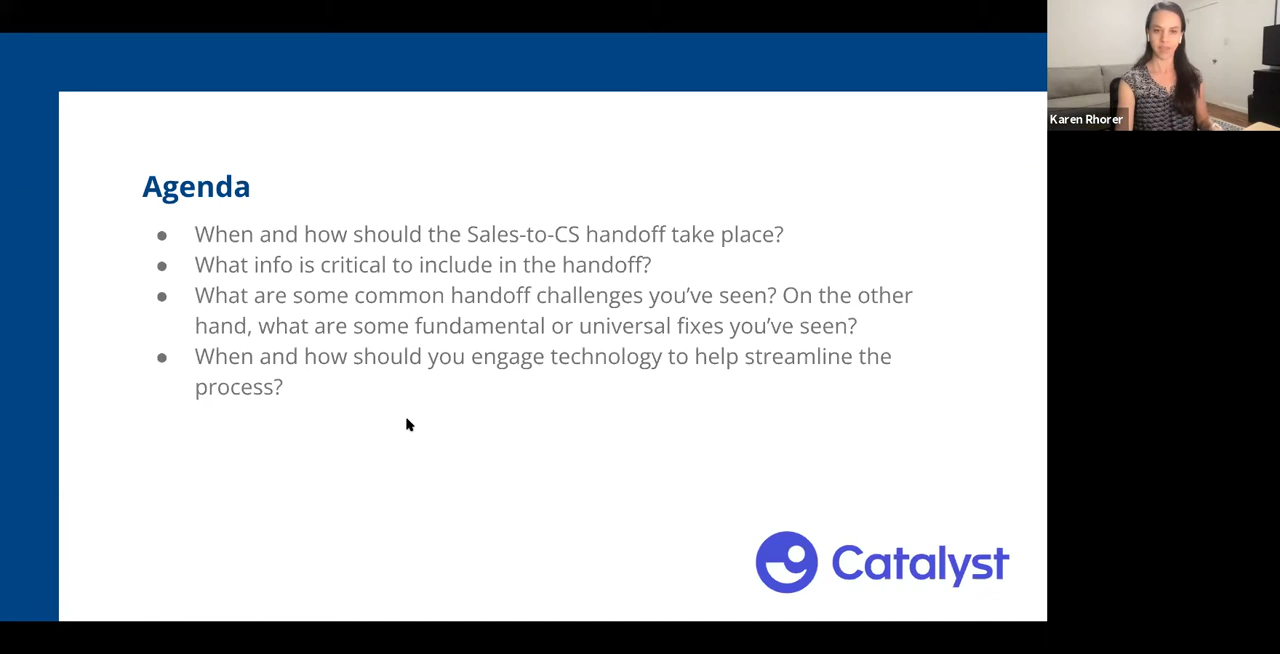 Karen Rhorer
Agenda
● When and how should the Sales-to-CS handoff take place?
● What info is critical to include in the handoff?
● What are some common handoff challenges you’ve seen? On the other
hand, what are some fundamental or universal fixes you’ve seen?
● When and how should you engage technology to help streamline the
process?
Catalyst